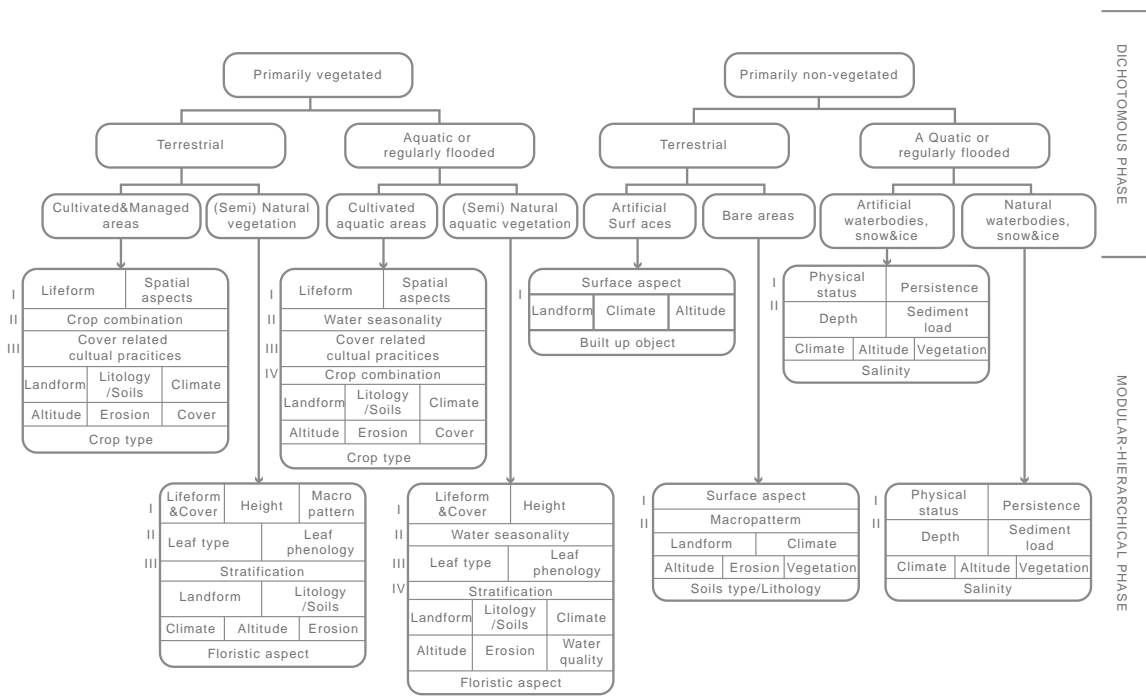 Primarily vegetated
Primarily non-vegetated
Terrestrial
Aquatic or
regularly flooded
Terrestrial
A Quatic or
regularly flooded
Cultivated&Managed
areas
(Semi) Natural
vegetation
Cultivated
aquatic areas
(Semi) Natural
aquatic vegetation
Artificial
Surf aces
Bare areas
Artificial
waterbodies,
snow&ice
Natural
waterbodies,
snow&ice
DICHOTOMOUS PHASE
MODULAR-HIERARCHICAL PHASE
I
II
III
Lifeform
Spatial
aspects
Crop combination
Cover related
cultual pracitices
Landform
Litology
/Soils
Climate
Altitude
Erosion
Cover
Crop type
I
II
III
IV
Lifeform
Spatial
aspects
Water seasonality
Cover related
cultual pracitices
Crop combination
Landform
Litology
/Soils
Climate
Altitude
Erosion
Cover
Crop type
I
Surface aspect
Landform
Climate
Altitude
Built up object
I
II
Physical
status
Persistence
Depth
Sediment
load
Climate
Altitude
Vegetation
Salinity
I
II
III
Lifeform
&Cover
Height
Macro
pattern
Leaf type
Leaf
phenology
Stratification
Landform
Litology
/Soils
Climate
Altitude
Erosion
Floristic aspect
I
II
III
IV
Lifeform
&Cover
Height
Water seasonality
Leaf type
Leaf
phenology
Stratification
Landform
Litology
/Soils
Climate
Altitude
Erosion
Water
quality
Floristic aspect
I
II
Surface aspect
Macropatterm
Landform
Climate
Altitude
Erosion
Vegetation
Soils type/Lithology
I
II
Physical
status
Persistence
Depth
Sediment
load
Climate
Altitude
Vegetation
Salinity